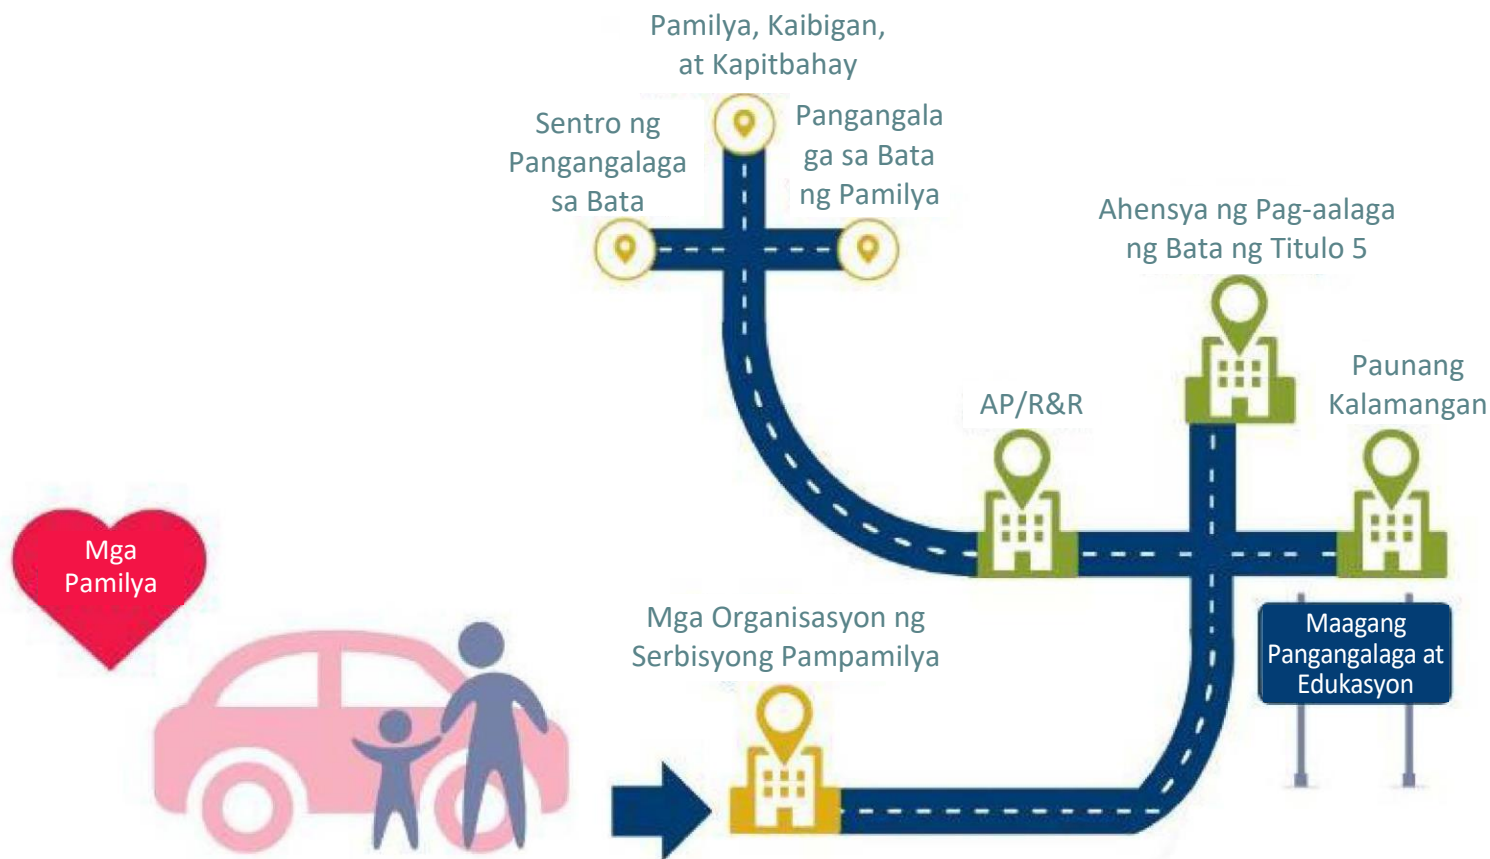 Pamilya, Kaibigan,
at Kapitbahay
Sentro ng
Pangangalaga
sa Bata
Pangangala
ga sa Bata
ng Pamilya
Ahensya ng Pag-aalaga
ng Bata ng Titulo 5
AP/R&R
Paunang
Kalamangan
Mga
Pamilya
Mga Organisasyon ng
Serbisyong Pampamilya
Maagang
Pangangalaga at
Edukasyon